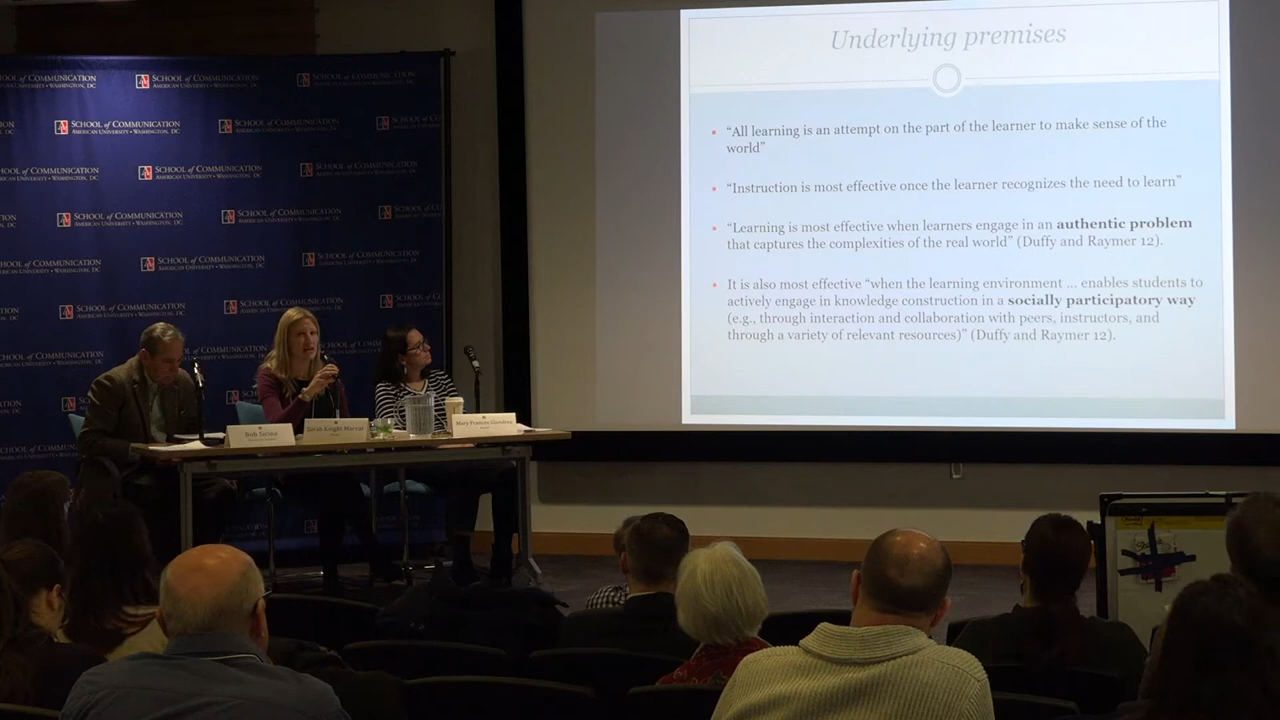 Underlying premises
“All learning is an attempt on the part of the learner to make sense of the
world”
“Instruction is most effective once the learner recognizes the need to learn”
“Learning is most effective when learners engage in an authentic problem
that captures the complexities of the real world” (Duffy and Raymer 12).
It is also most effective “when the learning environment … enables students to
actively engage in knowledge construction in a socially participatory way
(e.g., through interaction and collaboration with peers, instructors, and
through a variety of relevant resources)” (Duffy and Raymer 12).
SCHOOL of COMMUNICATION
AMERICAN UNIVERSITY • WASHINGTON, DC
Sarah Knight Marvar
Mary Frances